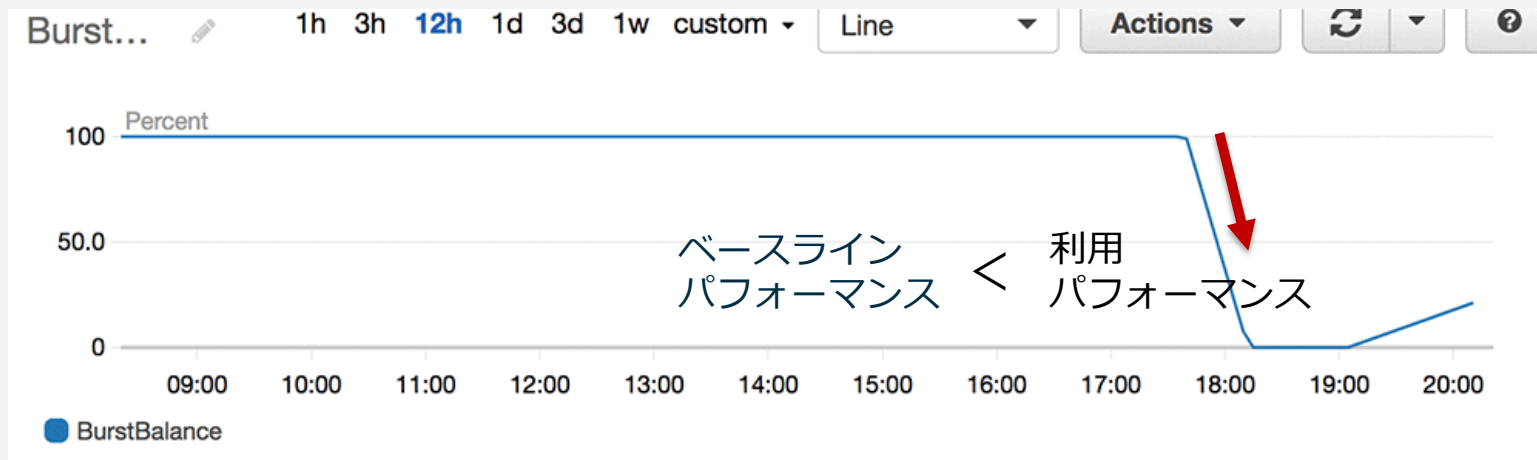 Burst... 1h 3h 12h 1d 3d 1w custom Line Actions
Percent
100
50.0
0
ベースライン
パフォーマンス
<
利用
パフォーマンス
09:00 10:00 11:00 12:00 13:00 14:00 15:00 16:00 17:00 18:00 19:00 20:00
BurstBalance